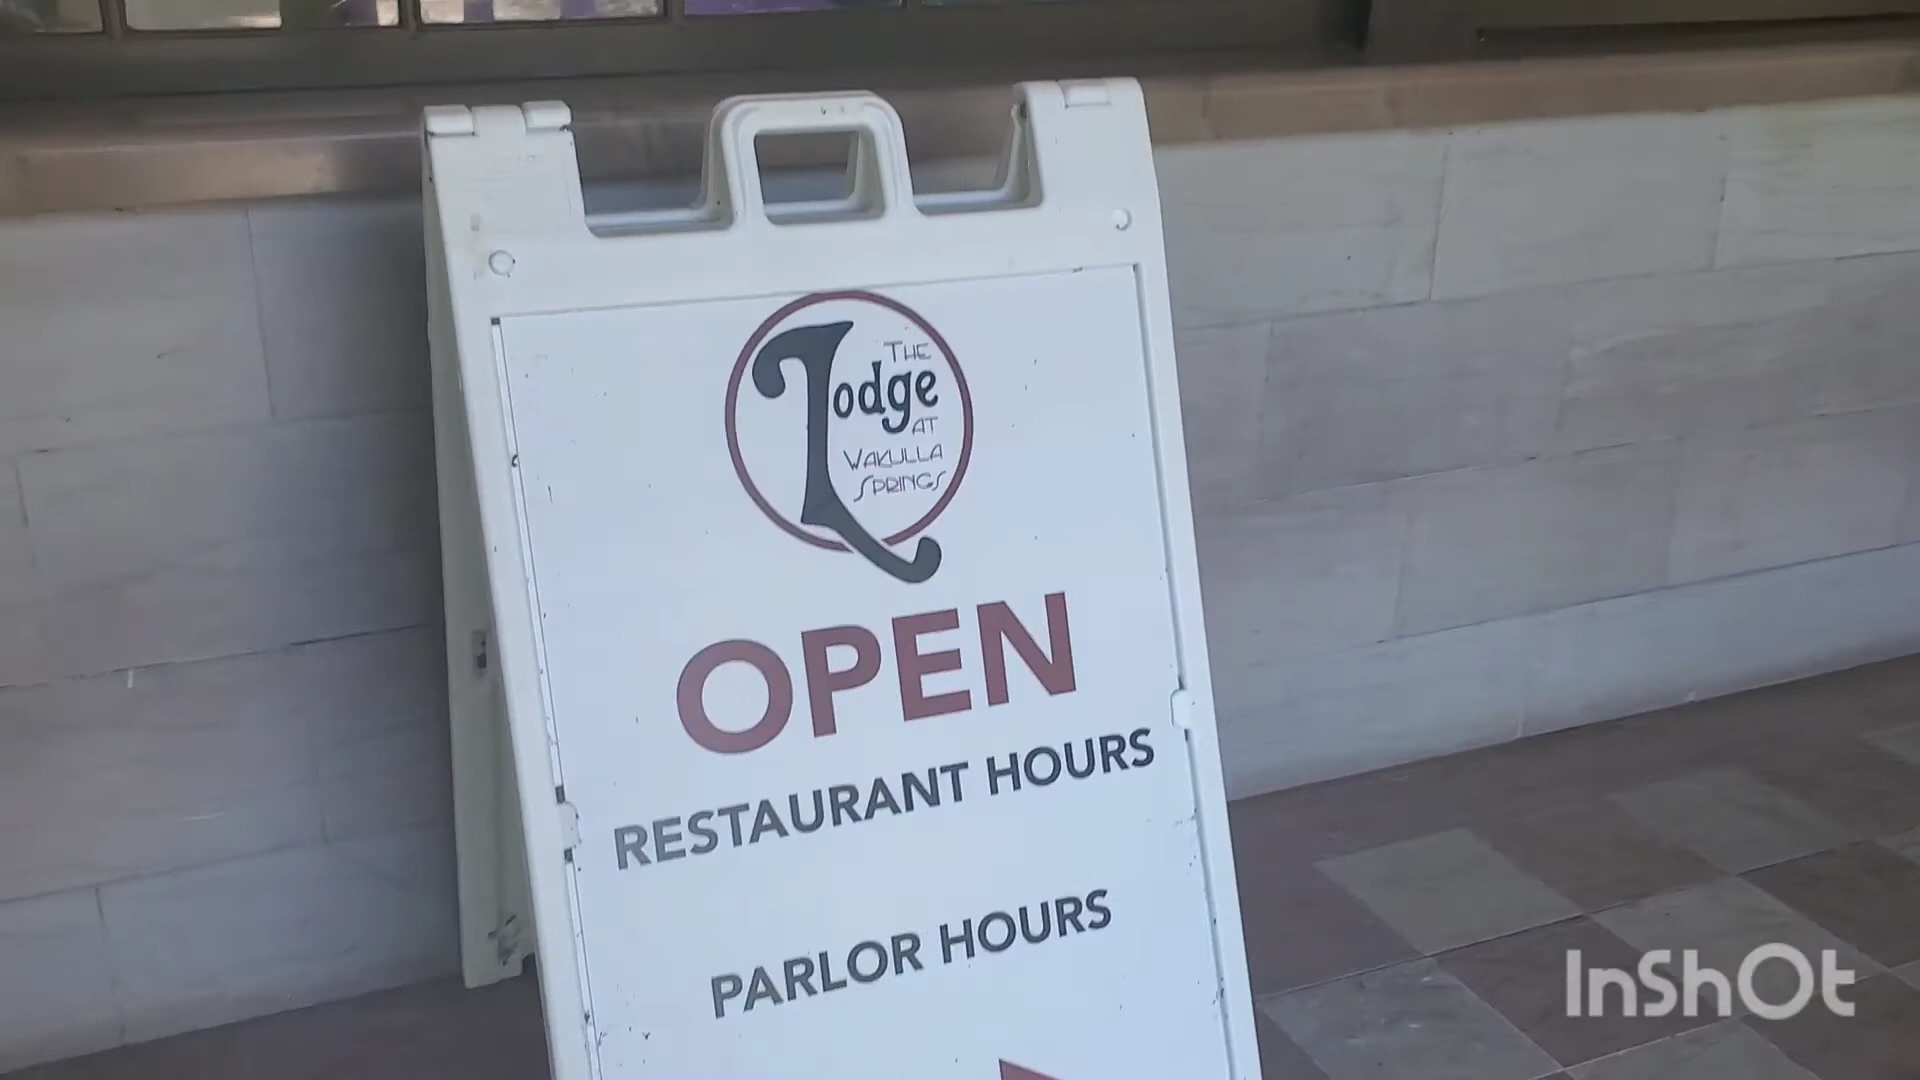 THE
Lodge
AT
WAKULLA
SPRINGS
OPEN
RESTAURANT HOURS
PARLOR HOURS
InShOt